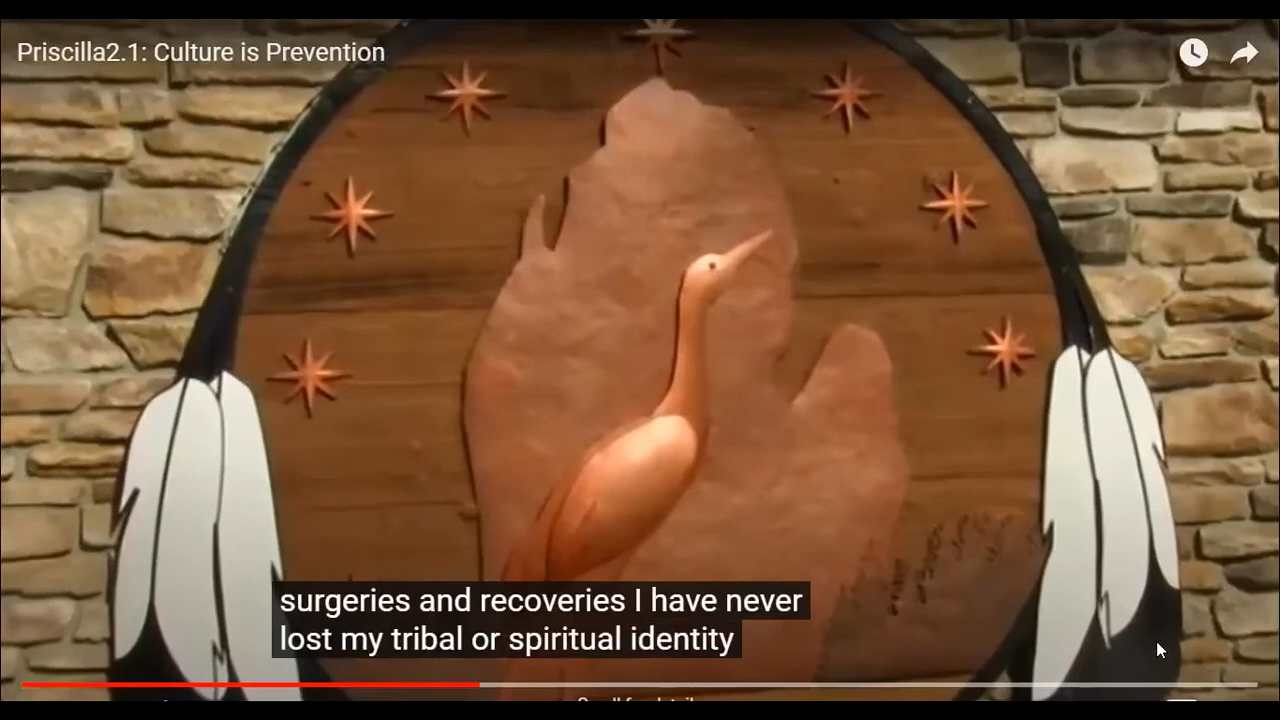 Priscilla2.1: Culture is Prevention
surgeries and recoveries I have never
lost my tribal or spiritual identity